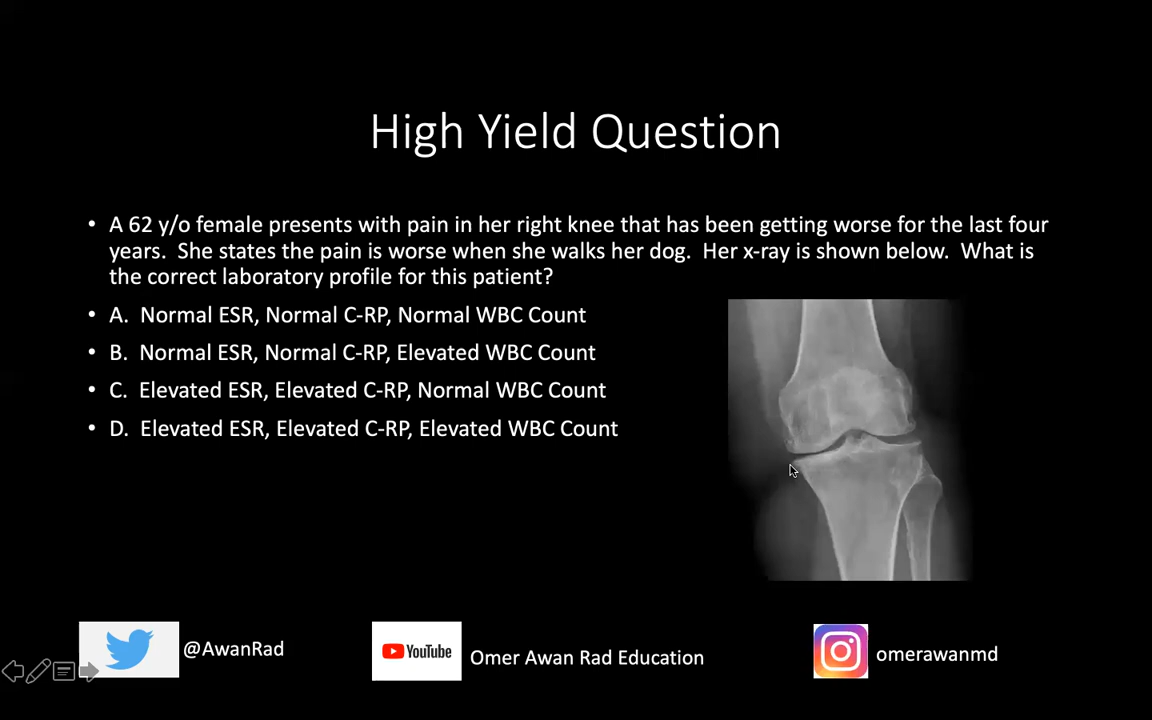 High Yield Question
• A 62 y/o female presents with pain in her right knee that has been getting worse for the last four
years.  She states the pain is worse when she walks her dog.  Her x-ray is shown below.  What is
the correct laboratory profile for this patient?
• A.  Normal ESR, Normal C-RP, Normal WBC Count
• B.  Normal ESR, Normal C-RP, Elevated WBC Count
• C.  Elevated ESR, Elevated C-RP, Normal WBC Count
• D.  Elevated ESR, Elevated C-RP, Elevated WBC Count
@AwanRad
YouTube
Omer Awan Rad Education
omerawanmd